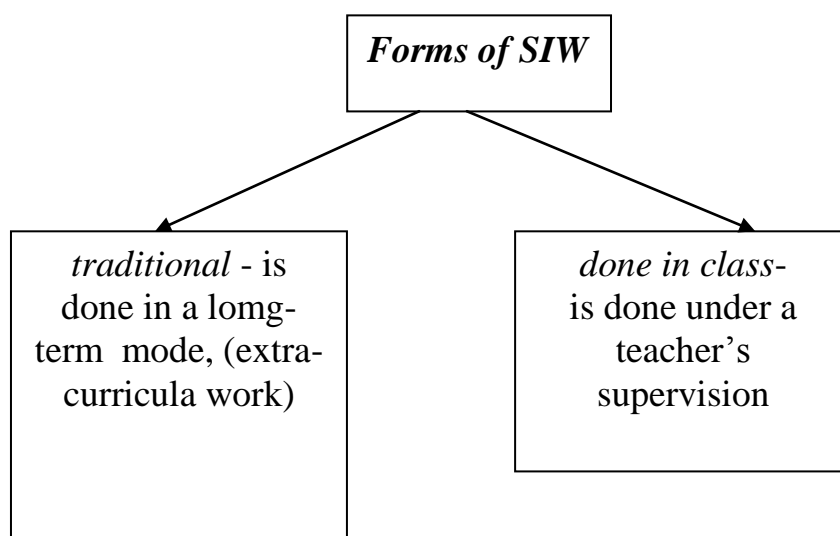 Forms of SIW
traditional - is
done in a lomg-
term mode, (extra-
curricula work)
done in class-
is done under a
teacher’s
supervision